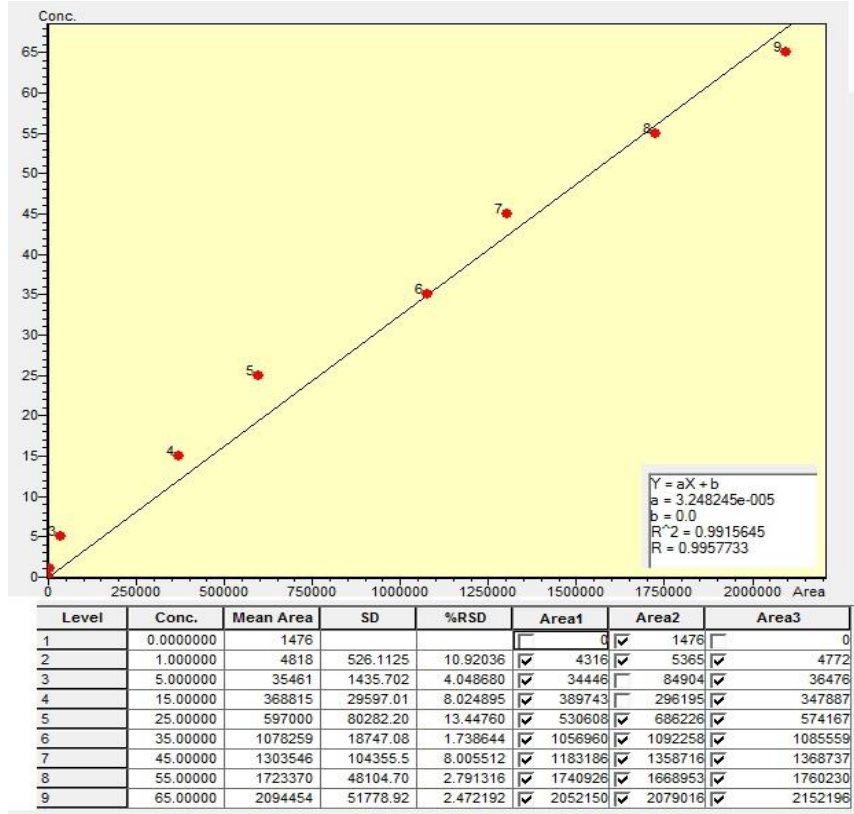 Conc.
65
60
55
50
45
40
35
30
25
20
15
10
5
0
9
8
7
6
5
4
3
Y = aX + b
a = 3.248245e-005
b = 0.0
R^2 = 0.9915645
R = 0.9957733
0 250000 500000 750000 1000000 1250000 1500000 1750000 2000000 Area
Level Conc. Mean Area SD %RSD Area1 Area2 Area3
1 0.0000000 1476 0 1476 0
2 1.000000 4818 526.1125 10.92036 4316 5365 4772
3 5.000000 35461 1435.702 4.048680 34446 84904 36476
4 15.00000 368815 29597.01 8.024895 389743 296195 347887
5 25.00000 597000 80282.20 13.44760 530608 686226 574167
6 35.00000 1078259 18747.08 1.738644 1056960 1092258 1085559
7 45.00000 1303546 104355.5 8.005512 1183186 1358716 1368737
8 55.00000 1723370 48104.70 2.791316 1740926 1668953 1760230
9 65.00000 2094454 51778.92 2.472192 2052150 2079016 2152196